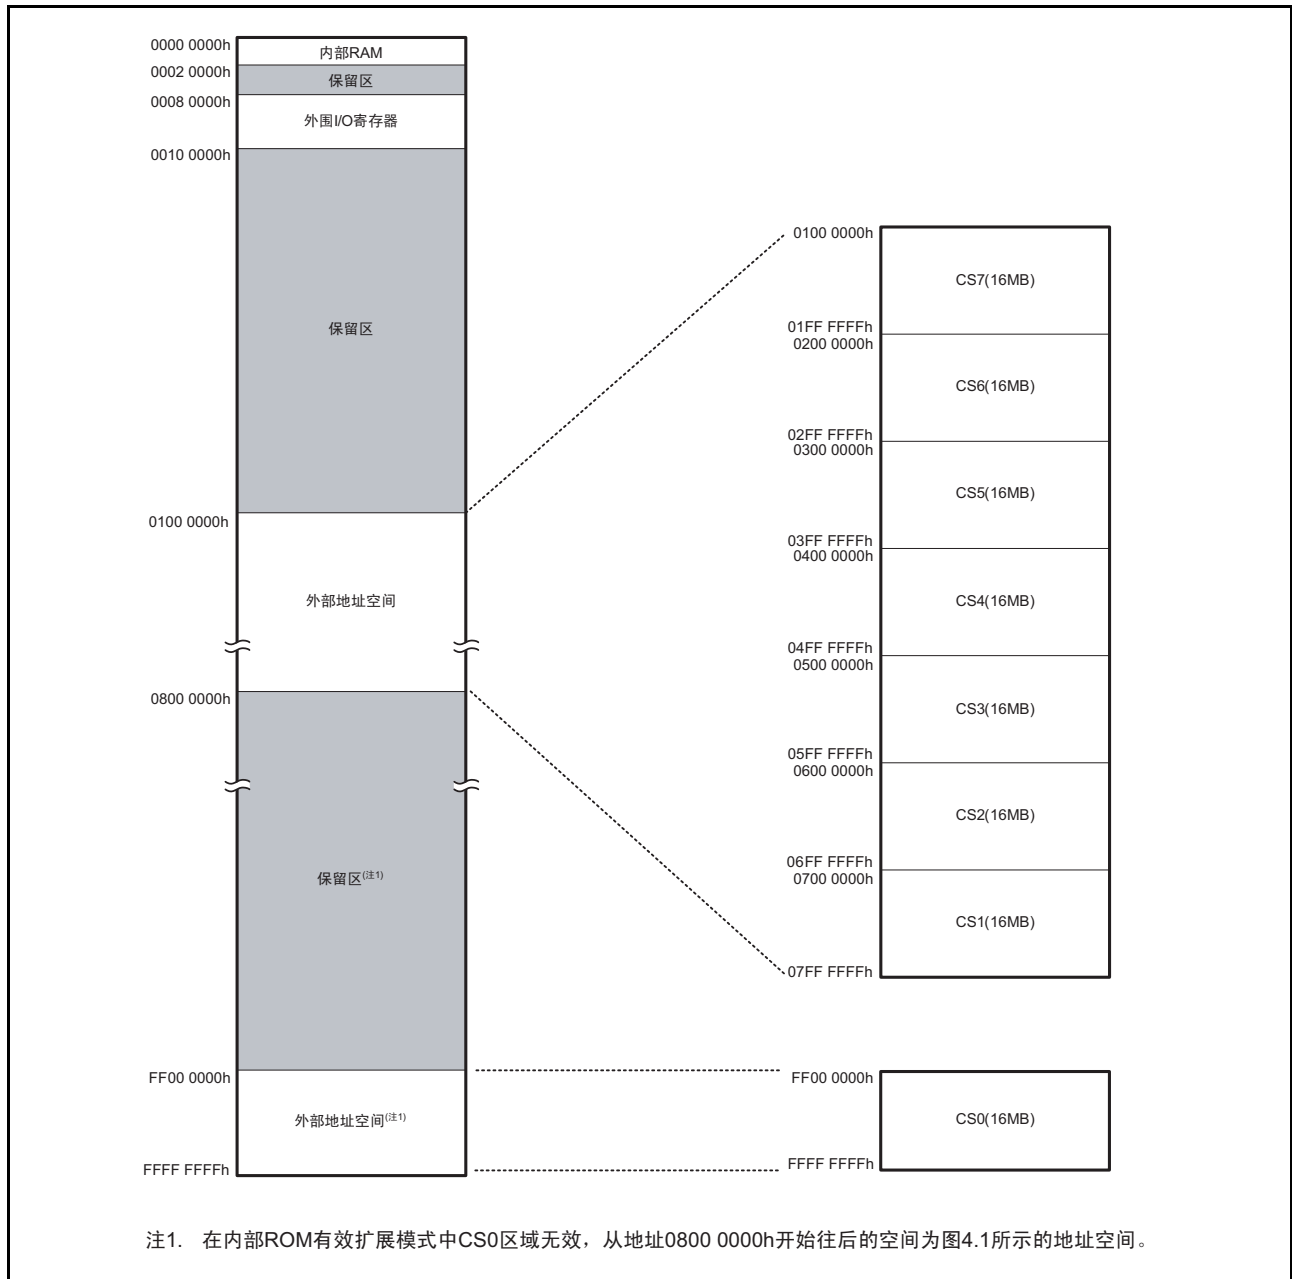 0000 0000h
内部RAM
0002 0000h
保留区
0008 0000h
外围I/O寄存器
0010 0000h
保留区
0100 0000h
外部地址空间
0800 0000h
保留区(注1)
FF00 0000h
外部地址空间(注1)
FFFF FFFFh
0100 0000h
CS7(16MB)
01FF FFFFh
0200 0000h
CS6(16MB)
02FF FFFFh
0300 0000h
CS5(16MB)
03FF FFFFh
0400 0000h
CS4(16MB)
04FF FFFFh
0500 0000h
CS3(16MB)
05FF FFFFh
0600 0000h
CS2(16MB)
06FF FFFFh
0700 0000h
CS1(16MB)
07FF FFFFh
FF00 0000h
CS0(16MB)
FFFF FFFFh
注1. 在内部ROM有效扩展模式中CS0区域无效，从地址0800 0000h开始往后的空间为图4.1所示的地址空间。